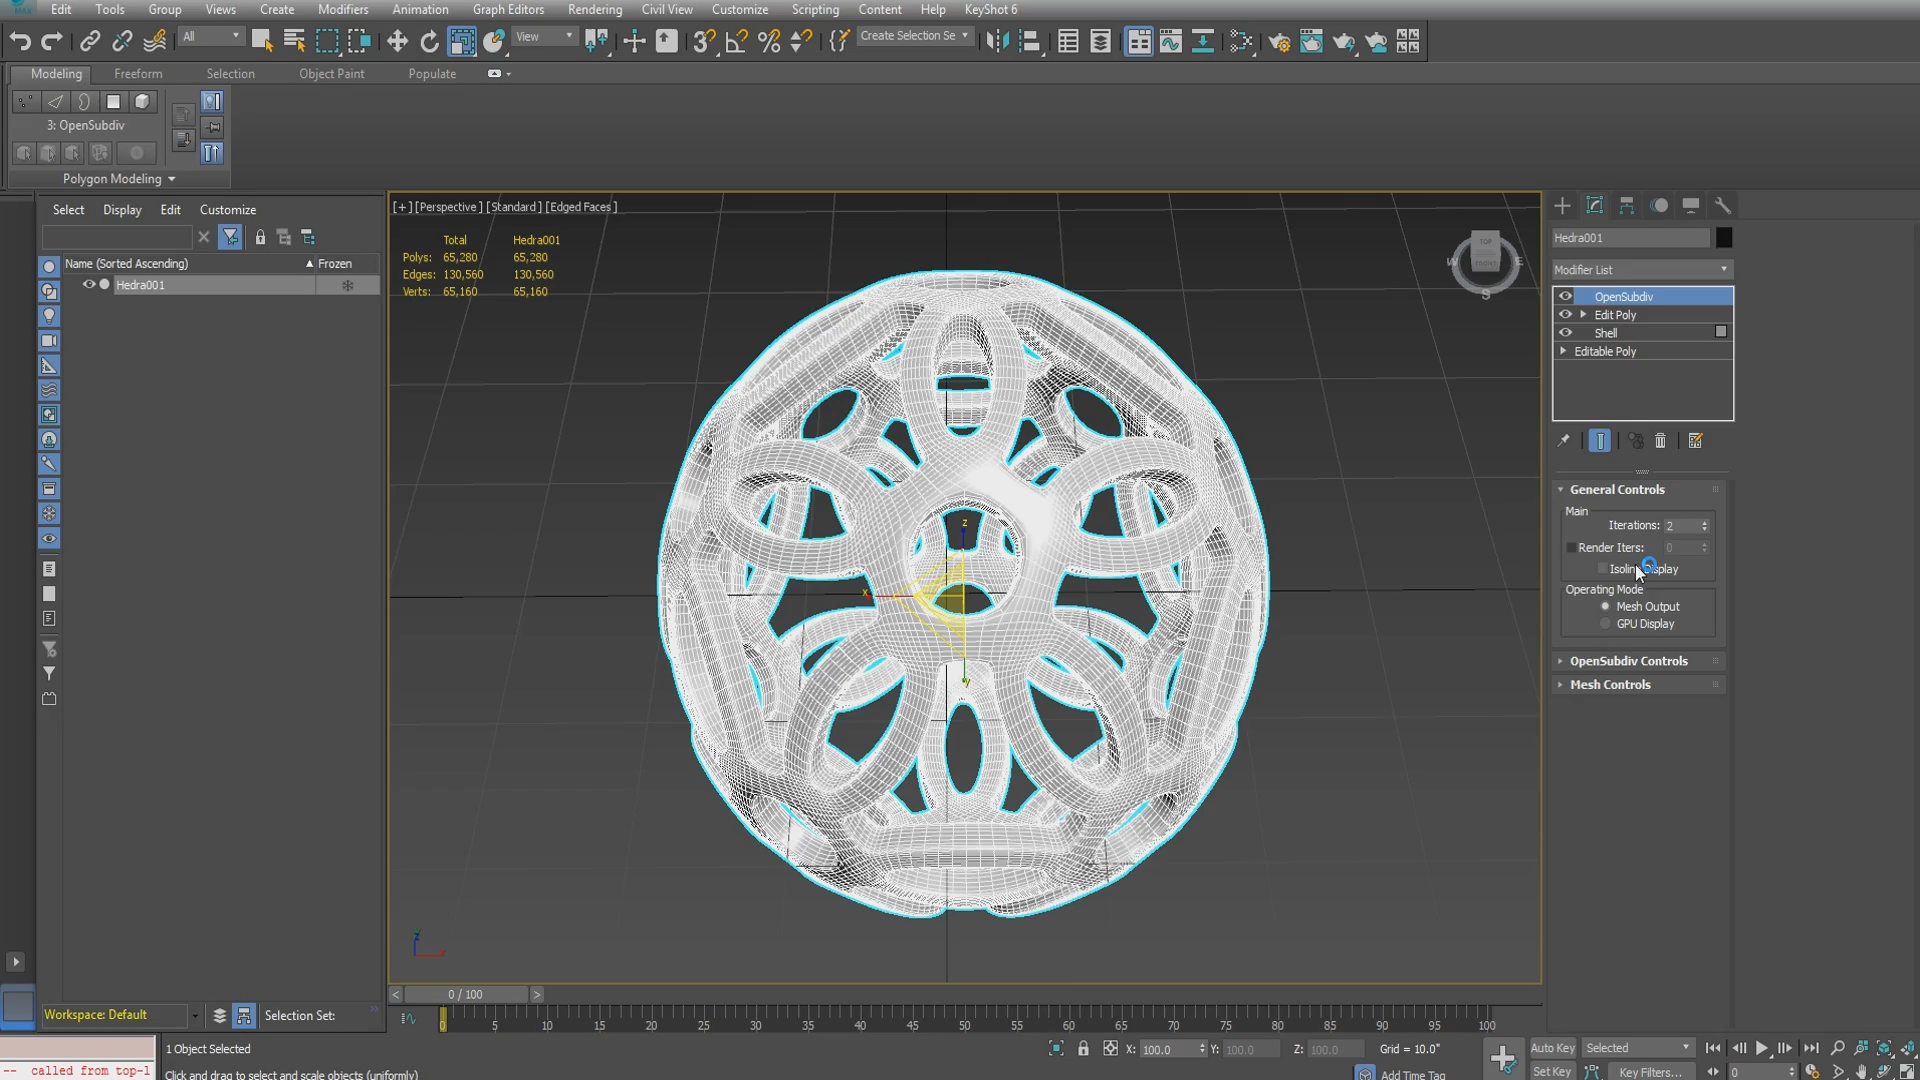 Edit Tools Group Views Create Modifiers Animation Graph Editors Rendering Civil View Customize Scripting Content Help KeyShot 6
All View Create Selection Se
Modeling Freeform Selection Object Paint Populate
3: OpenSubdiv
Polygon Modeling
Select Display Edit Customize
Name (Sorted Ascending) Frozen
Hedra001
[+] [Perspective ] [Standard ] [Edged Faces ]
Total Hedra001
Polys: 65,280 65,280
Edges: 130,560 130,560
Verts: 65,160 65,160
TOP
FRONT
W E
S
z
x
y
Hedra001
Modifier List
OpenSubdiv
Edit Poly
Shell
Editable Poly
General Controls
Main
Iterations: 2
Render Iters: 0
Operating Mode
Mesh Output
GPU Display
OpenSubdiv Controls
Mesh Controls
0 / 100
Workspace: Default Selection Set:
0 5 10 15 20 25 30 35 40 45 50 55 60 65 70 75 80 85 90 95 100
1 Object Selected X: 100.0 Y: 100.0 Z: 100.0 Grid = 10.0" Auto Key Selected
-- called from top-l Click and drag to select and scale objects (uniformly) Add Time Tag Set Key Key Filters... 0